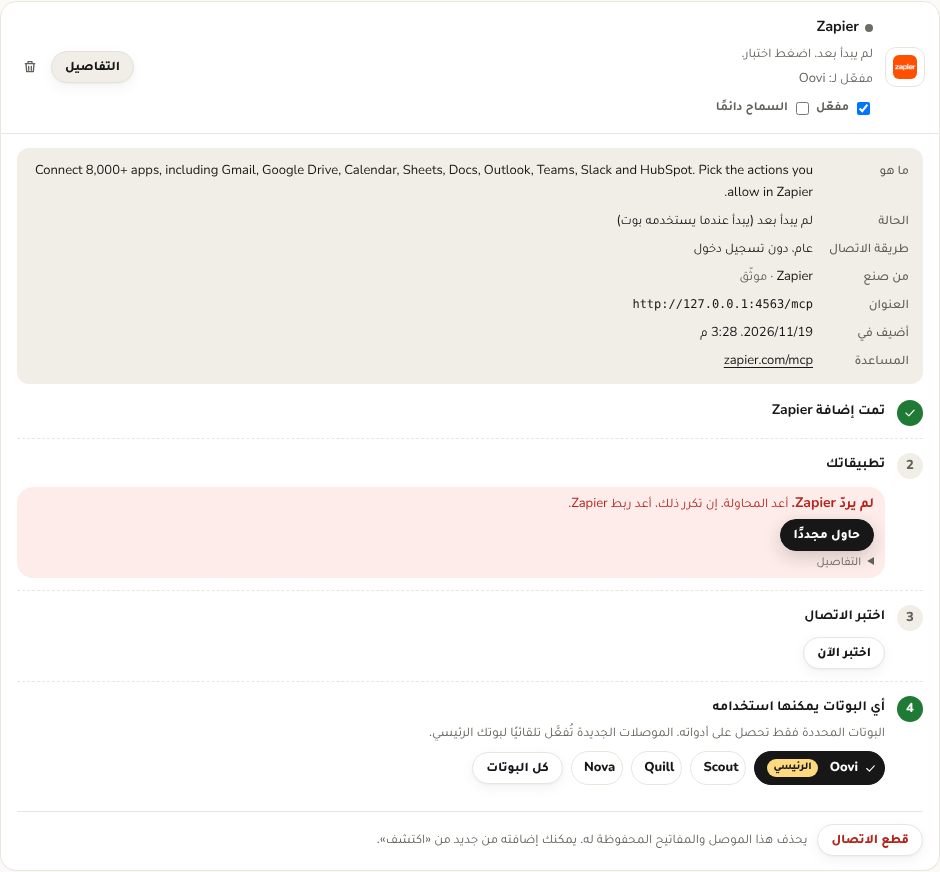 Zapier
لم يبدأ بعد. اضغط اختبار.
مفعّل لـ: Oovi
مفعّل السماح دائمًا
zapier
التفاصيل
ما هو Connect 8,000+ apps, including Gmail, Google Drive, Calendar, Sheets, Docs, Outlook, Teams, Slack and HubSpot. Pick the actions you
allow in Zapier.
الحالة لم يبدأ بعد (يبدأ عندما يستخدمه بوت)
طريقة الاتصال عام، دون تسجيل دخول
من صنع Zapier · موثّق
العنوان http://127.0.0.1:4563/mcp
أضيف في 2026/11/19، 3:28 م
المساعدة zapier.com/mcp
تمت إضافة Zapier
2 تطبيقاتك
لم يردّ Zapier. أعد المحاولة. إن تكرر ذلك، أعد ربط Zapier.
حاول مجددًا
التفاصيل
3 اختبر الاتصال
اختبر الآن
4 أي البوتات يمكنها استخدامه
البوتات المحددة فقط تحصل على أدواته. الموصلات الجديدة تُفعَّل تلقائيًا لبوتك الرئيسي.
Oovi الرئيسي Scout Quill Nova كل البوتات
قطع الاتصال يحذف هذا الموصل والمفاتيح المحفوظة له. يمكنك إضافته من جديد من «اكتشف».